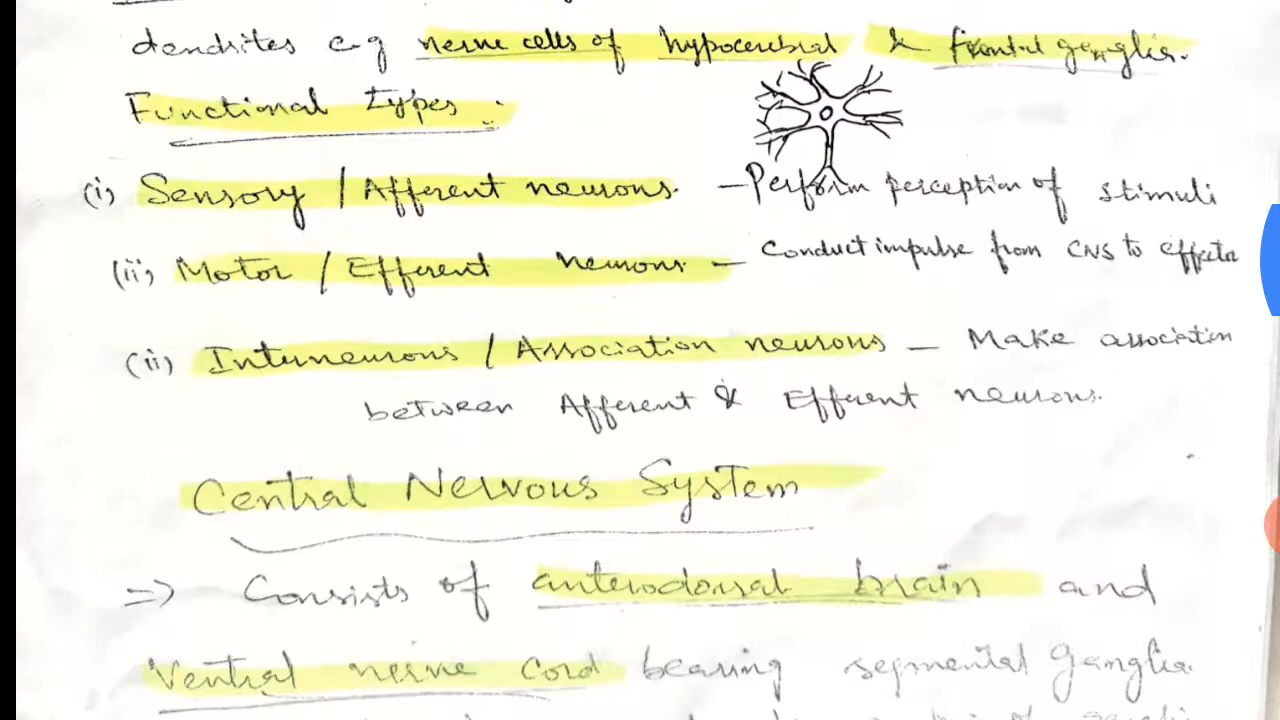 dendrites e.g nerve cells of hypocerebral & frontal ganglia.
Functional types :
(i) Sensory / Afferent neurons. – Perform perception of stimuli
(ii) Motor / Efferent neurons – Conduct impulse from CNS to effector
(ii) Interneurons / Association neurons – Make association
between Afferent & Efferent neurons.
Central Nervous System
=> Consists of anterodorsal brain and
Ventral nerve cord bearing segmental Ganglia.